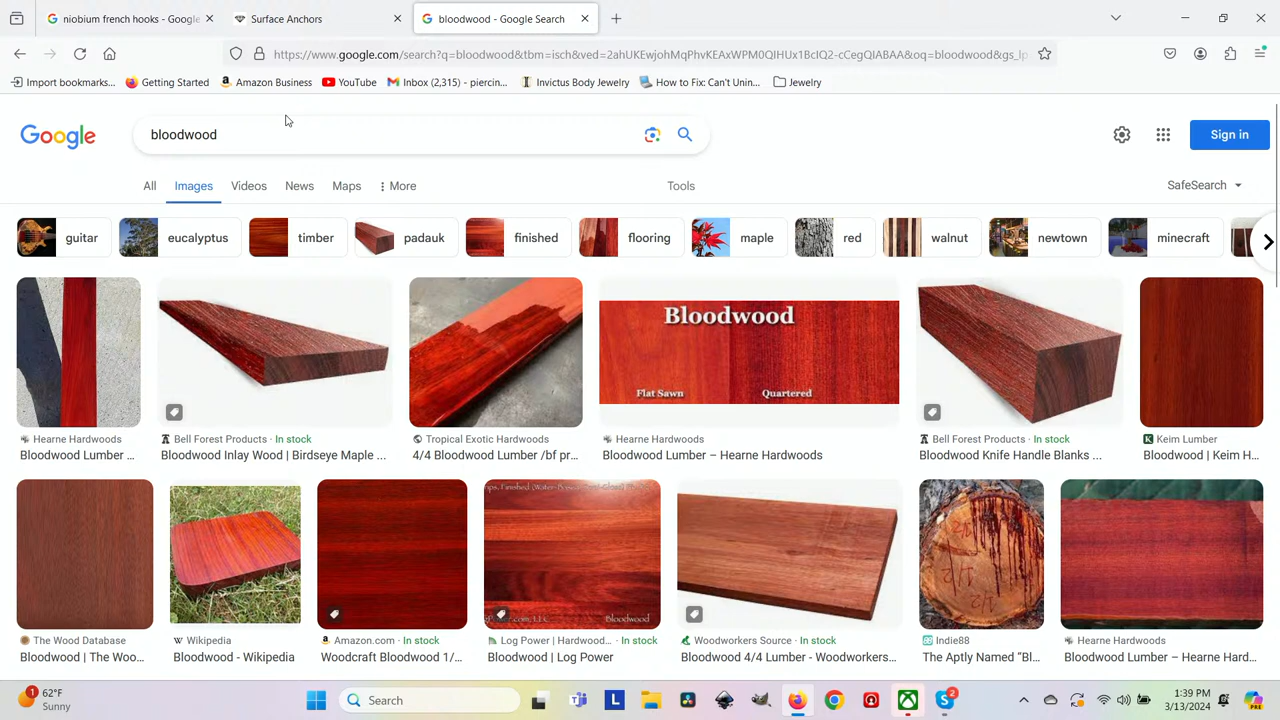 niobium french hooks - Google
Surface Anchors
bloodwood - Google Search
https://www.google.com/search?q=bloodwood&tbm=isch&ved=2ahUKEwjohMqPhvKEAxWPM0QIHUx1BcIQ2-cCegQIABAA&oq=bloodwood&gs_lp
Import bookmarks...
Getting Started
Amazon Business
YouTube
Inbox (2,315) - piercin...
Invictus Body Jewelry
How to Fix: Can't Unin...
Jewelry
Google
bloodwood
Sign in
All
Images
Videos
News
Maps
More
Tools
SafeSearch
guitar
eucalyptus
timber
padauk
finished
flooring
maple
red
walnut
newtown
minecraft
Bloodwood
Flat Sawn
Quartered
Hearne Hardwoods
Bloodwood Lumber ...
Bell Forest Products · In stock
Bloodwood Inlay Wood | Birdseye Maple ...
Tropical Exotic Hardwoods
4/4 Bloodwood Lumber /bf pr...
Hearne Hardwoods
Bloodwood Lumber – Hearne Hardwoods
Bell Forest Products · In stock
Bloodwood Knife Handle Blanks ...
Keim Lumber
Bloodwood | Keim H...
Bloodwood
The Wood Database
Bloodwood | The Woo...
Wikipedia
Bloodwood - Wikipedia
Amazon.com · In stock
Woodcraft Bloodwood 1/...
Log Power | Hardwood... · In stock
Bloodwood | Log Power
Woodworkers Source · In stock
Bloodwood 4/4 Lumber - Woodworkers...
Indie88
The Aptly Named “Bl...
Hearne Hardwoods
Bloodwood Lumber – Hearne Hard...
1
62°F
Sunny
Search
L
2
1:39 PM
3/13/2024
PRE